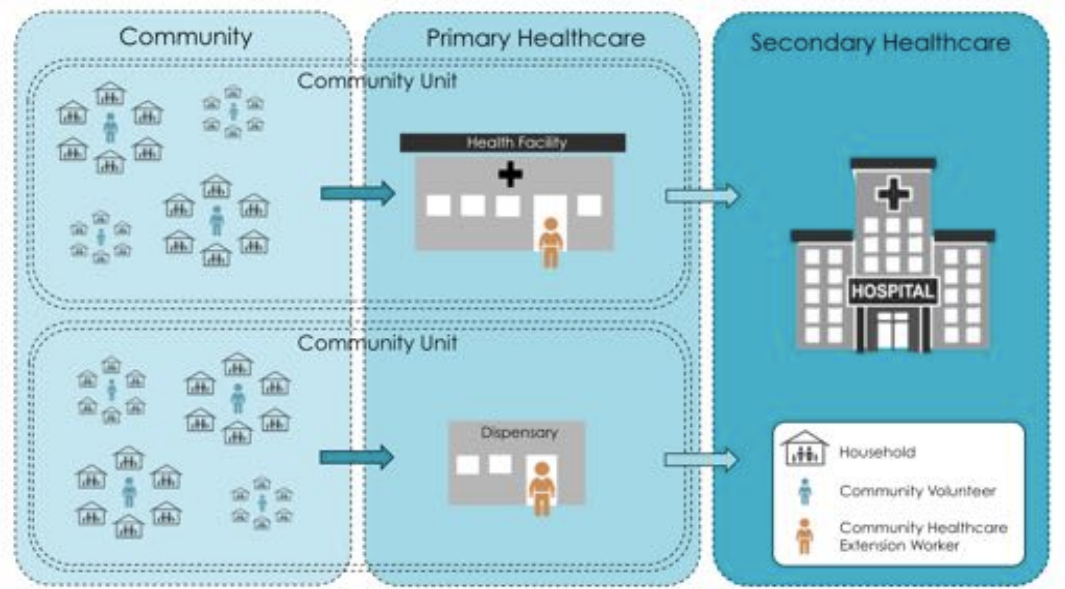 Community
Primary Healthcare
Secondary Healthcare
Community Unit
Health Facility
HOSPITAL
Community Unit
Dispensary
Household
Community Volunteer
Community Healthcare
Extension Worker